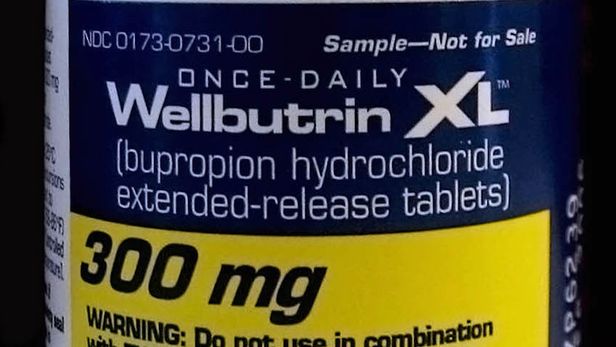 NDC 0173-0731-00
Sample—Not for Sale
ONCE-DAILY
Wellbutrin XL™
(bupropion hydrochloride
extended-release tablets)
300 mg
WARNING: Do not use in combination